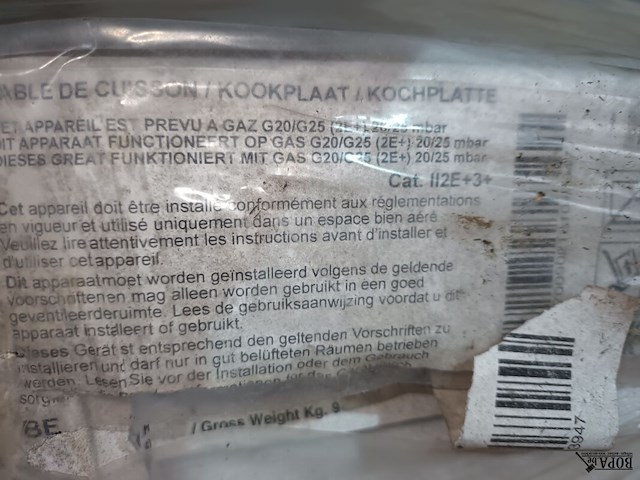 ABLE DE CUISSON / KOOKPLAAT / KOCHPLATTE
ET APPAREIL EST PREVU A GAZ G20/G25 (2E+) 20/25 mbar
DIT APPARAAT FUNCTIONEERT OP GAS G20/G25 (2E+) 20/25 mbar
DIESES GREAT FUNKTIONIERT MIT GAS G20/G25 (2E+) 20/25 mbar
Cat. II2E+3+
Cet appareil doit être installé conformément aux réglementations
en vigueur et utilisé uniquement dans un espace bien aéré
Veuillez lire attentivement les instructions avant d'installer et
d'utiliser cet appareil.
Dit apparaat moet worden geïnstalleerd volgens de geldende
voorschriften en mag alleen worden gebruikt in een goed
geventileerde ruimte. Lees de gebruiksaanwijzing voordat u dit
apparaat installeert of gebruikt.
Dieses Gerät ist entsprechend den geltenden Vorschriften zu
installieren und darf nur in gut belüfteten Räumen betrieben
werden. Lesen Sie vor der Installation oder dem Gebrauch
BE
/ Gross Weight Kg. 9
8947
BOPA